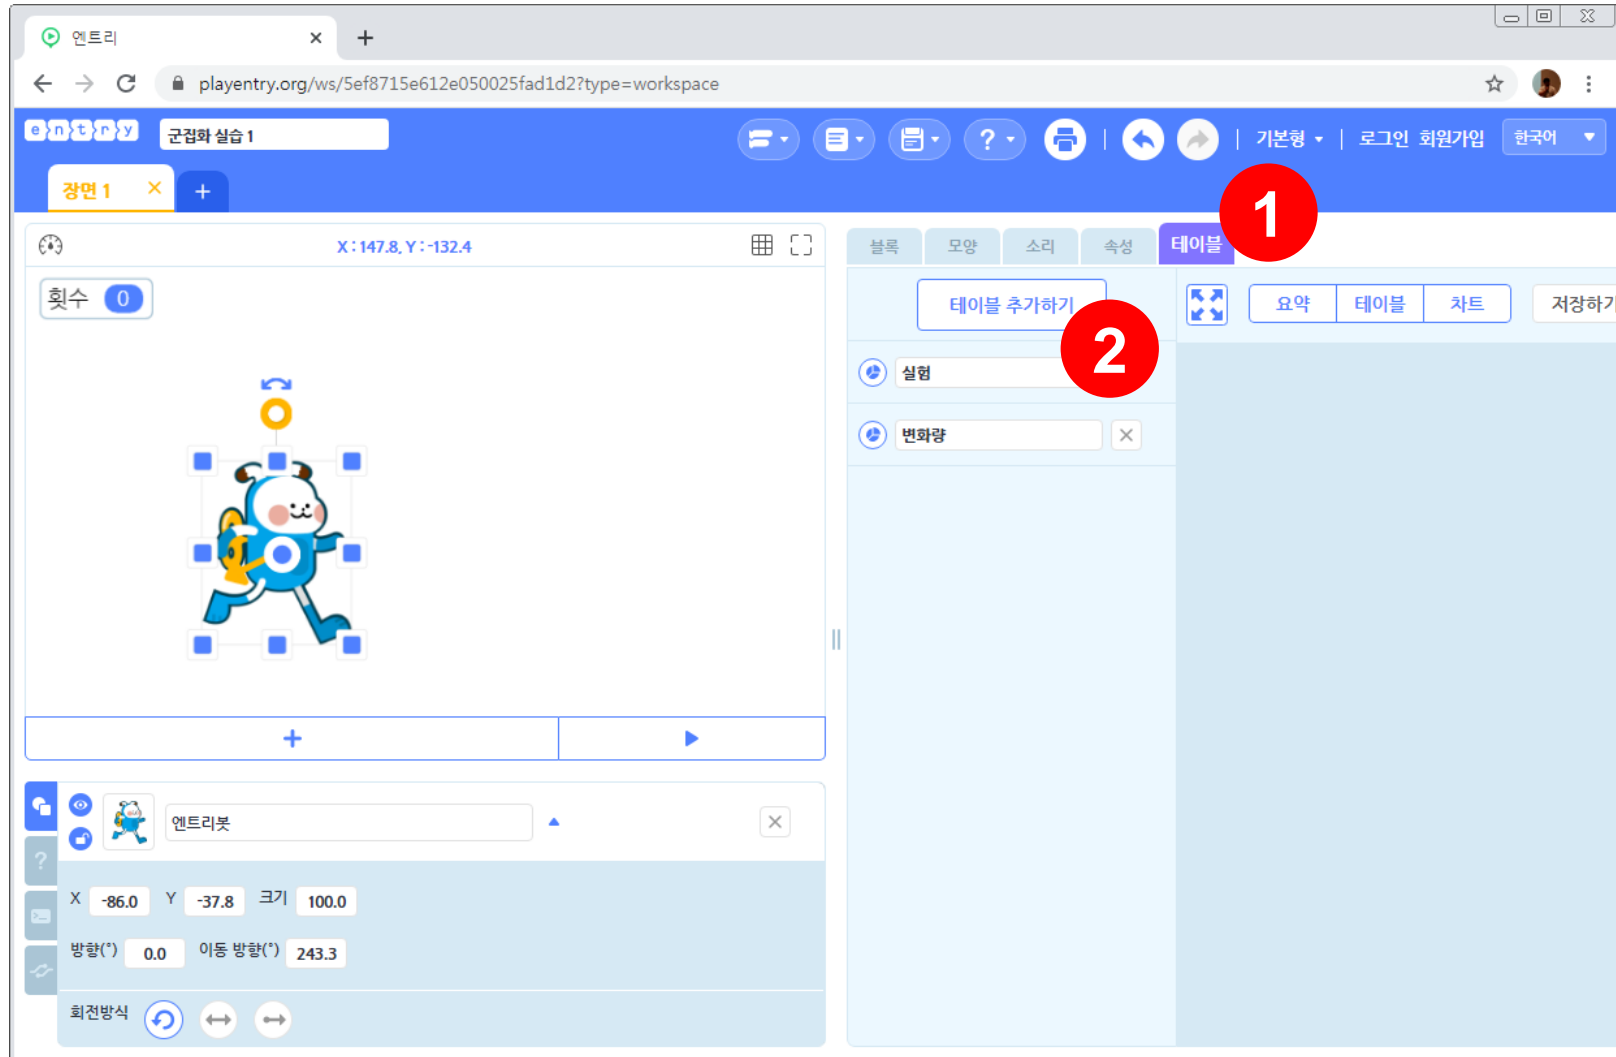 엔트리
playentry.org/ws/5ef8715e612e050025fad1d2?type=workspace
entry 군집화 실습 1 ? 기본형 로그인 회원가입 한국어
장면 1
1
X : 147.8, Y : -132.4
블록 모양 소리 속성 테이블
횟수 0
테이블 추가하기
요약 테이블 차트 저장하기
2
실험
변화량
엔트리봇
?
X -86.0 Y -37.8 크기 100.0
방향(°) 0.0 이동 방향(°) 243.3
회전방식